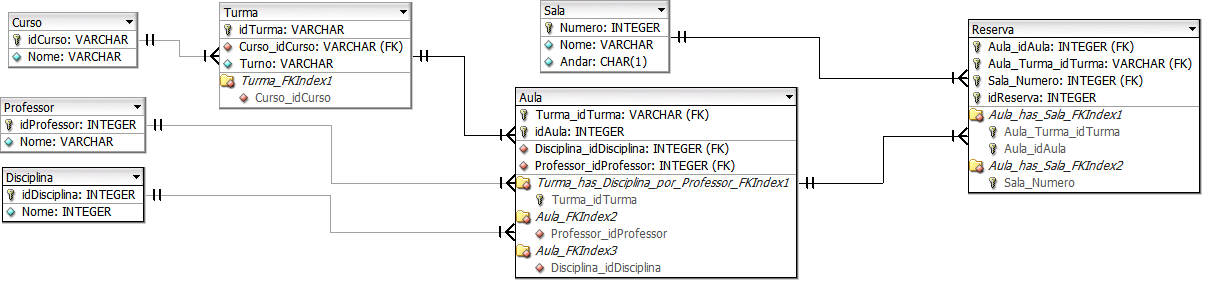 Curso
idCurso: VARCHAR
Nome: VARCHAR
Turma
idTurma: VARCHAR
Curso_idCurso: VARCHAR (FK)
Turno: VARCHAR
Turma_FKIndex1
Curso_idCurso
Sala
Numero: INTEGER
Nome: VARCHAR
Andar: CHAR(1)
Reserva
Aula_idAula: INTEGER (FK)
Aula_Turma_idTurma: VARCHAR (FK)
Sala_Numero: INTEGER (FK)
idReserva: INTEGER
Aula_has_Sala_FKIndex1
Aula_Turma_idTurma
Aula_idAula
Aula_has_Sala_FKIndex2
Sala_Numero
Professor
idProfessor: INTEGER
Nome: VARCHAR
Disciplina
idDisciplina: INTEGER
Nome: INTEGER
Aula
Turma_idTurma: VARCHAR (FK)
idAula: INTEGER
Disciplina_idDisciplina: INTEGER (FK)
Professor_idProfessor: INTEGER (FK)
Turma_has_Disciplina_por_Professor_FKIndex1
Turma_idTurma
Aula_FKIndex2
Professor_idProfessor
Aula_FKIndex3
Disciplina_idDisciplina